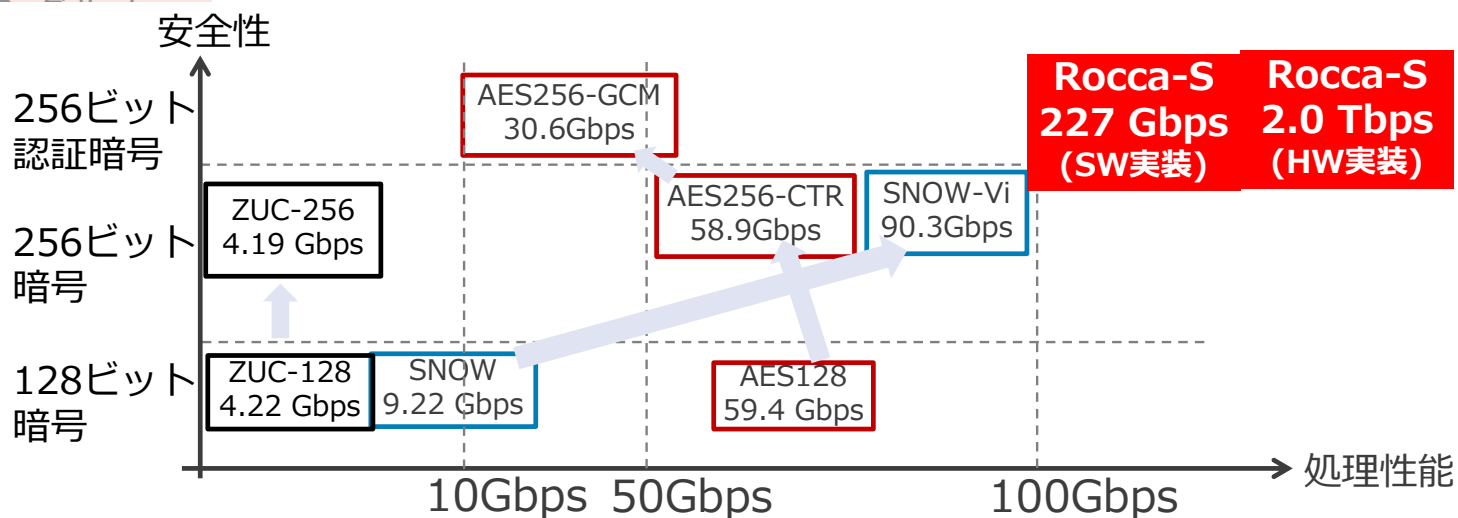 安全性
256ビット
認証暗号
AES256-GCM
30.6Gbps
Rocca-S
227 Gbps
(SW実装)
Rocca-S
2.0 Tbps
(HW実装)
256ビット
暗号
ZUC-256
4.19 Gbps
AES256-CTR
58.9Gbps
SNOW-Vi
90.3Gbps
128ビット
暗号
ZUC-128
4.22 Gbps
SNOW
9.22 Gbps
AES128
59.4 Gbps
処理性能
10Gbps
50Gbps
100Gbps